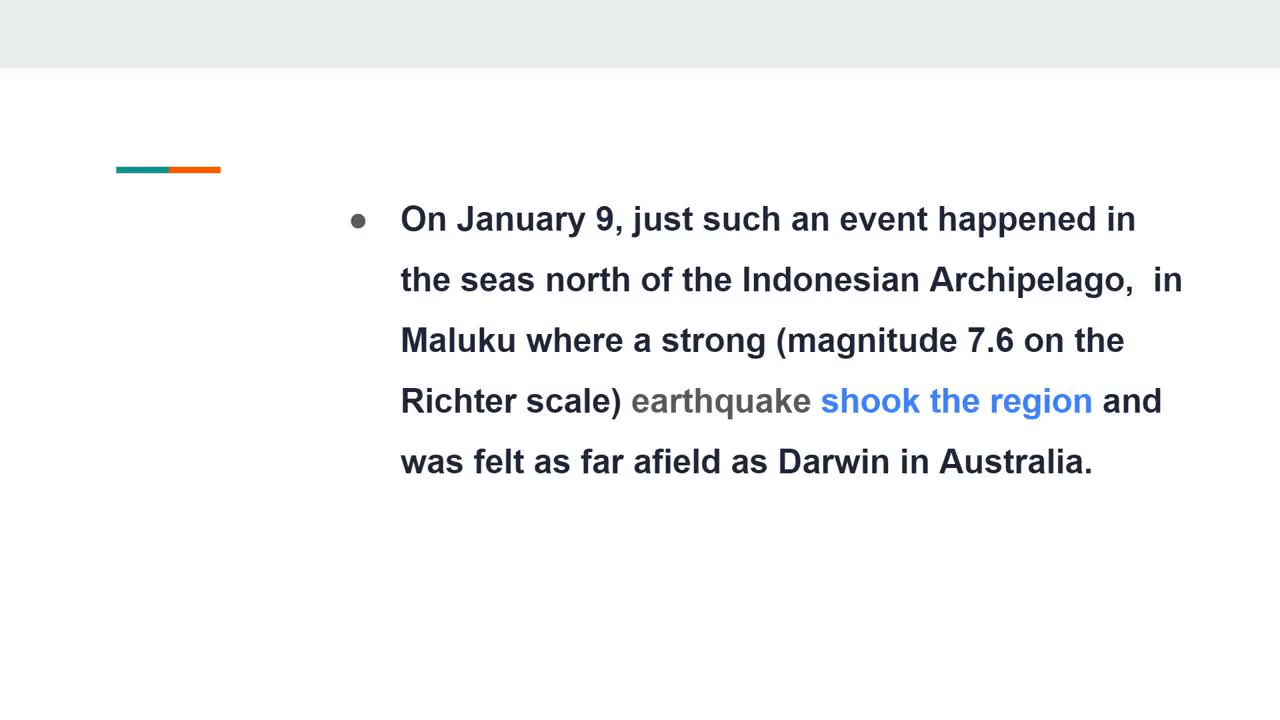 ● On January 9, just such an event happened in
the seas north of the Indonesian Archipelago,  in
Maluku where a strong (magnitude 7.6 on the
Richter scale) earthquake shook the region and
was felt as far afield as Darwin in Australia.